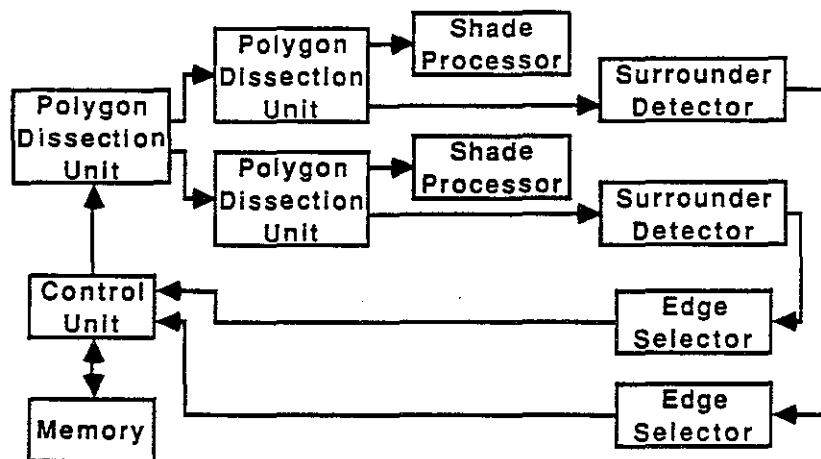 Polygon
Dissection
Unit
Polygon
Dissection
Unit
Shade
Processor
Surrounder
Detector
Polygon
Dissection
Unit
Shade
Processor
Surrounder
Detector
Control
Unit
Edge
Selector
Edge
Selector
Memory